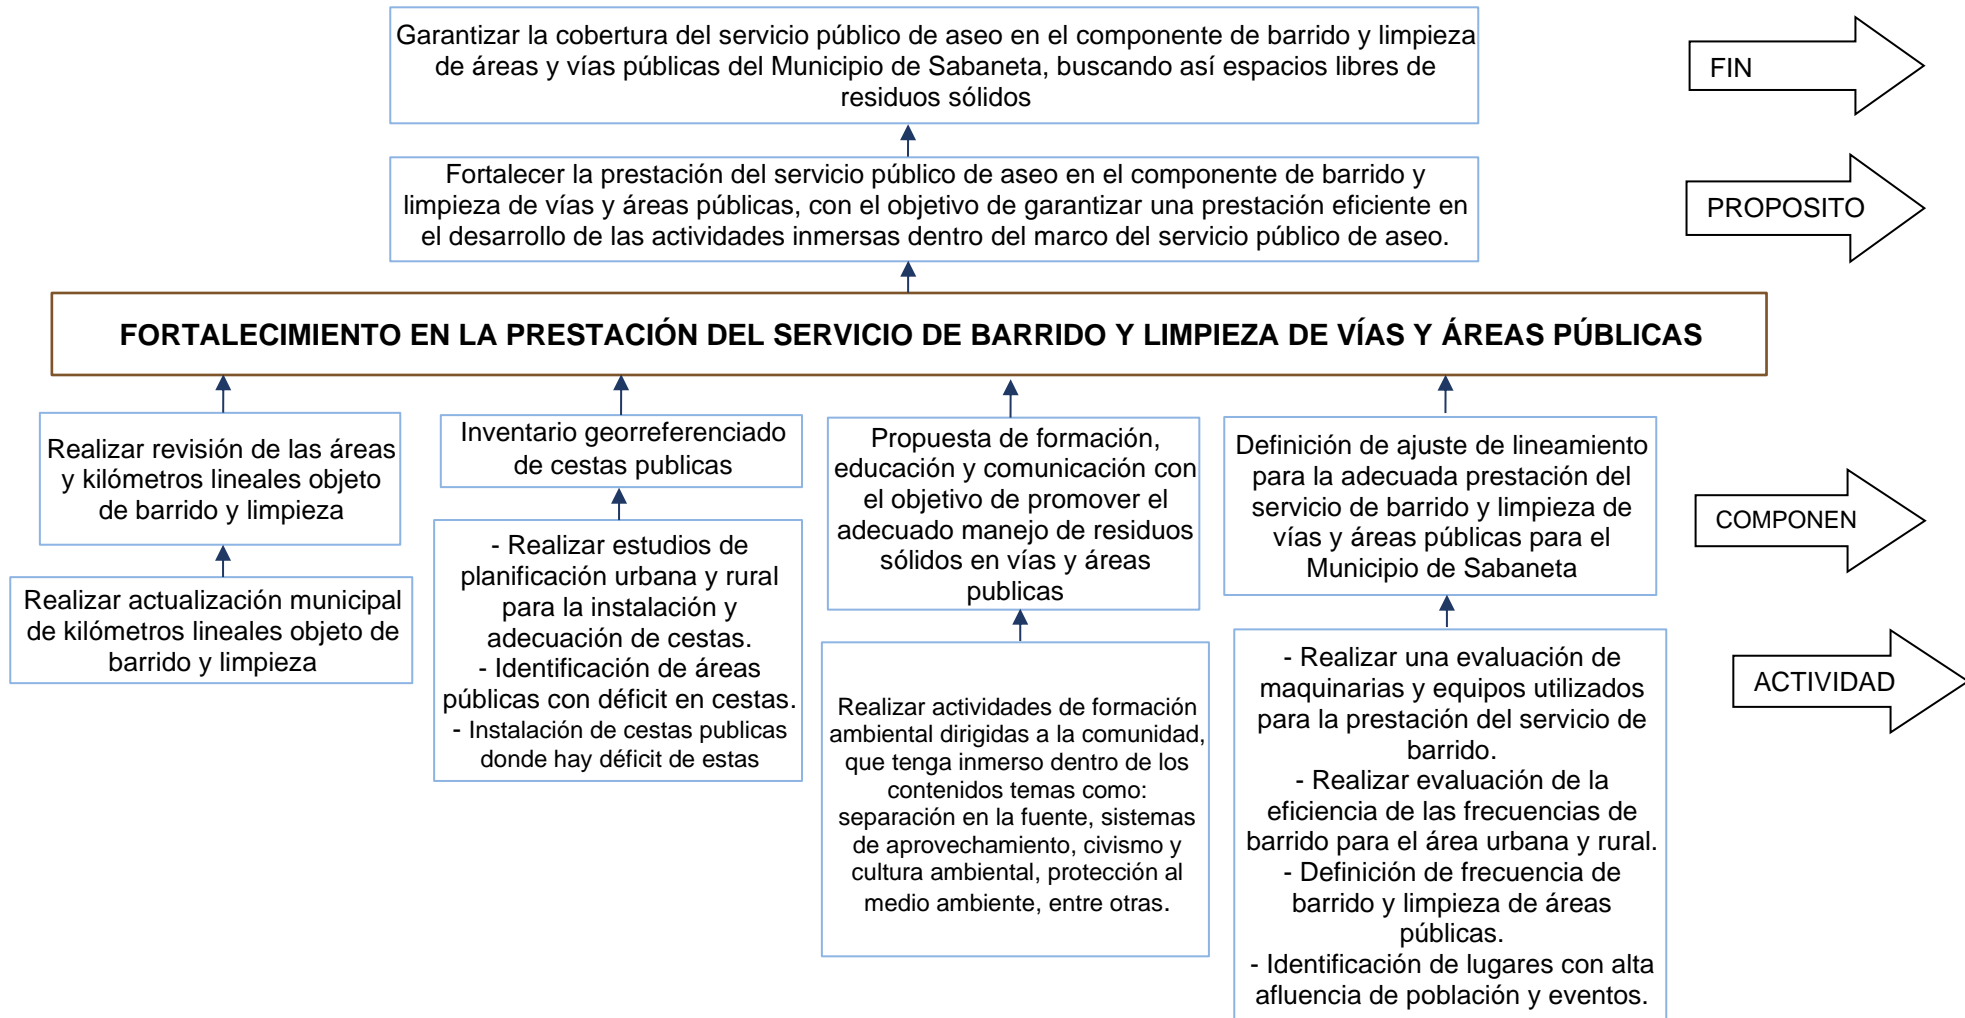 Garantizar la cobertura del servicio público de aseo en el componente de barrido y limpieza
de áreas y vías públicas del Municipio de Sabaneta, buscando así espacios libres de
residuos sólidos
FIN
Fortalecer la prestación del servicio público de aseo en el componente de barrido y
limpieza de vías y áreas públicas, con el objetivo de garantizar una prestación eficiente en
el desarrollo de las actividades inmersas dentro del marco del servicio público de aseo.
PROPOSITO
FORTALECIMIENTO EN LA PRESTACIÓN DEL SERVICIO DE BARRIDO Y LIMPIEZA DE VÍAS Y ÁREAS PÚBLICAS
Realizar revisión de las áreas
y kilómetros lineales objeto
de barrido y limpieza
Inventario georreferenciado
de cestas publicas
Propuesta de formación,
educación y comunicación con
el objetivo de promover el
adecuado manejo de residuos
sólidos en vías y áreas
publicas
Definición de ajuste de lineamiento
para la adecuada prestación del
servicio de barrido y limpieza de
vías y áreas públicas para el
Municipio de Sabaneta
COMPONEN
Realizar actualización municipal
de kilómetros lineales objeto de
barrido y limpieza
- Realizar estudios de
planificación urbana y rural
para la instalación y
adecuación de cestas.
- Identificación de áreas
públicas con déficit en cestas.
- Instalación de cestas publicas
donde hay déficit de estas
Realizar actividades de formación
ambiental dirigidas a la comunidad,
que tenga inmerso dentro de los
contenidos temas como:
separación en la fuente, sistemas
de aprovechamiento, civismo y
cultura ambiental, protección al
medio ambiente, entre otras.
- Realizar una evaluación de
maquinarias y equipos utilizados
para la prestación del servicio de
barrido.
- Realizar evaluación de la
eficiencia de las frecuencias de
barrido para el área urbana y rural.
- Definición de frecuencia de
barrido y limpieza de áreas
públicas.
- Identificación de lugares con alta
afluencia de población y eventos.
ACTIVIDAD